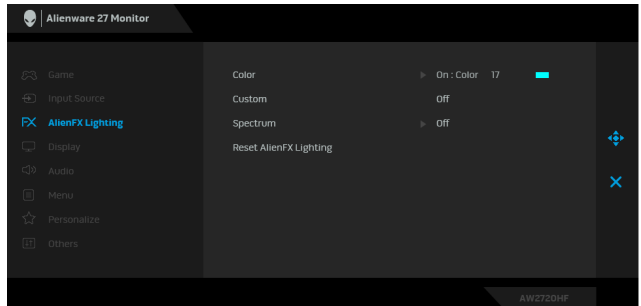 Alienware 27 Monitor
Game
Input Source
FX AlienFX Lighting
Display
Audio
Menu
Personalize
Others
Color On : Color 17
Custom Off
Spectrum Off
Reset AlienFX Lighting
AW2720HF